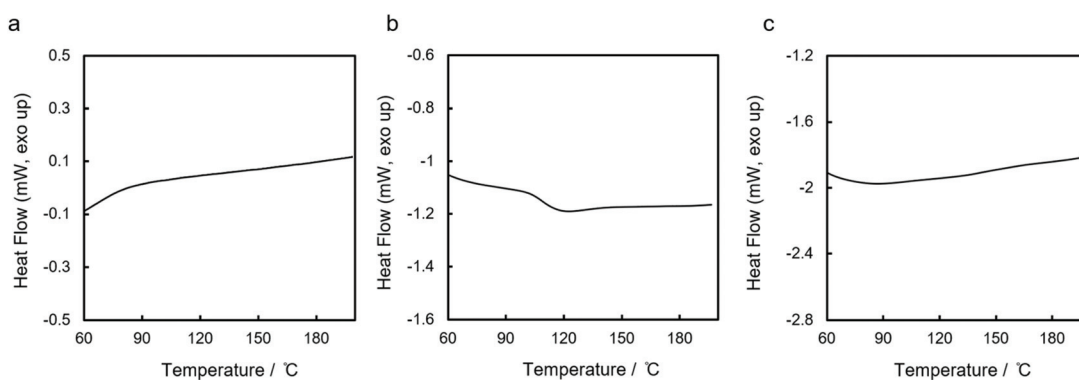 a
Heat Flow (mW, exo up)
0.5
0.3
0.1
-0.1
-0.3
-0.5
60 90 120 150 180
Temperature / ℃
b
Heat Flow (mW, exo up)
-0.6
-0.8
-1
-1.2
-1.4
-1.6
60 90 120 150 180
Temperature / ℃
c
Heat Flow (mW, exo up)
-1.2
-1.6
-2
-2.4
-2.8
60 90 120 150 180
Temperature / ℃